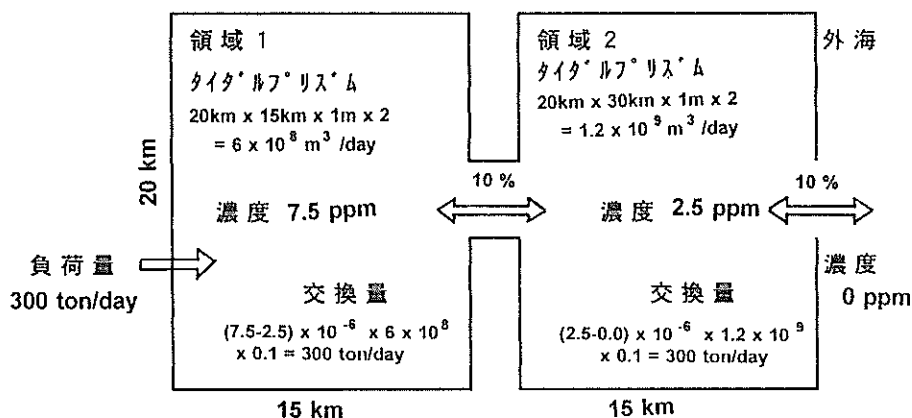 領域 1
タイダルプリズム
20km x 15km x 1m x 2
= 6 x 10⁸ m³ /day
20 km
濃度 7.5 ppm
10 %
負荷量
300 ton/day
交換量
(7.5-2.5) x 10⁻⁶ x 6 x 10⁸
x 0.1 = 300 ton/day
15 km
領域 2
タイダルプリズム
20km x 30km x 1m x 2
= 1.2 x 10⁹ m³ /day
濃度 2.5 ppm
10 %
交換量
(2.5-0.0) x 10⁻⁶ x 1.2 x 10⁹
x 0.1 = 300 ton/day
15 km
外海
濃度
0 ppm